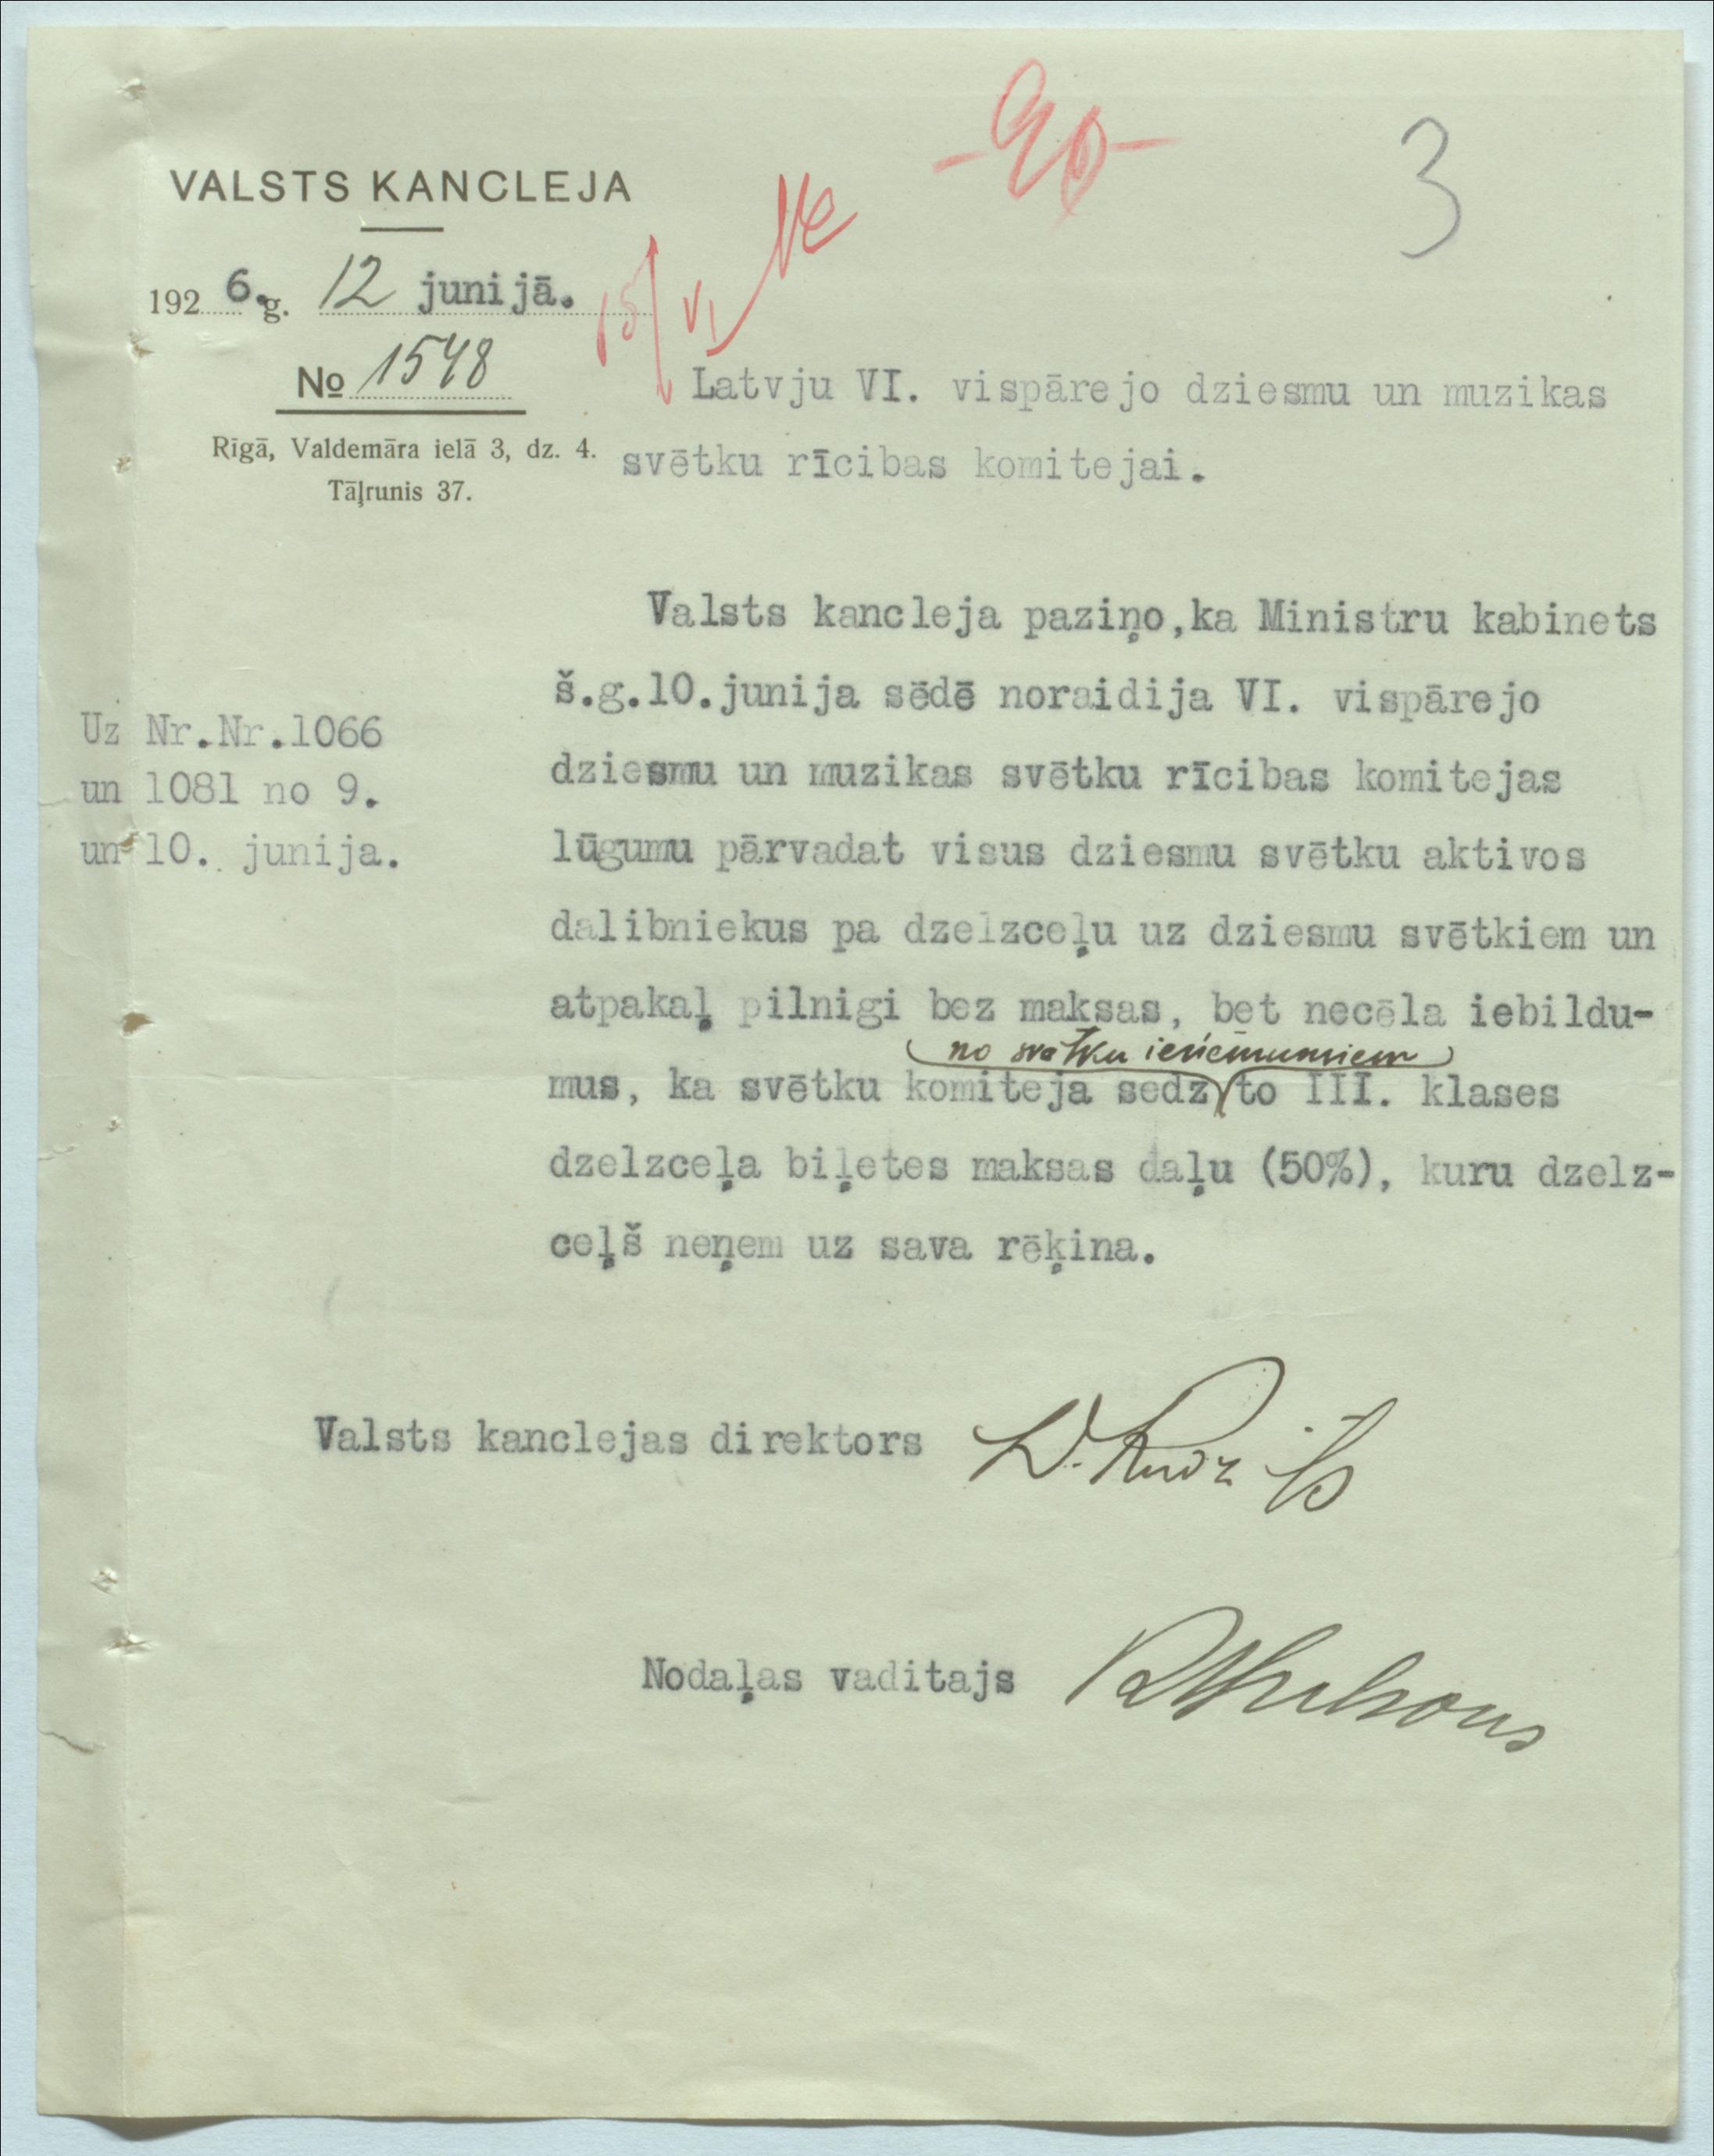 -90-
3
VALSTS KANCLEJA
1926. g. 12 junijā.
15/VI
№ 1548
Rīgā, Valdemāra ielā 3, dz. 4.
Tāļrunis 37.
Latvju VI. vispārejo dziesmu un muzikas
svētku rīcibas komitejai.
Uz Nr.Nr.1066
un 1081 no 9.
un 10. junija.
Valsts kancleja paziņo,ka Ministru kabinets
š.g.10.junija sēdē noraidija VI. vispārejo
dziesmu un muzikas svētku rīcibas komitejas
lūgumu pārvadat visus dziesmu svētku aktivos
dalibniekus pa dzelzceļu uz dziesmu svētkiem un
atpakaļ pilnigi bez maksas, bet necēla iebildu-
no svētku ieņēmumiem
mus, ka svētku komiteja sedz to III. klases
dzelzceļa biļetes maksas daļu (50%), kuru dzelz-
ceļš neņem uz sava rēķina.
Valsts kanclejas direktors
Nodaļas vaditajs